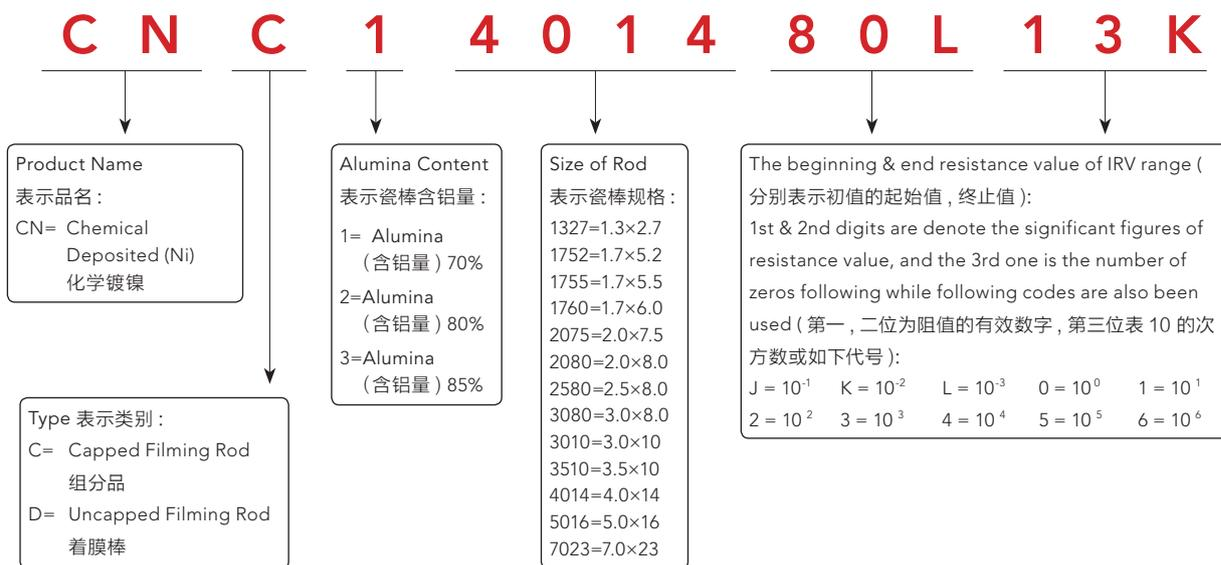 C N C 1 4 0 1 4 8 0 L 1 3 K
Product Name
表示品名 :
CN= Chemical
Deposited (Ni)
化学镀镍
Type 表示类别 :
C= Capped Filming Rod
组分品
D= Uncapped Filming Rod
着膜棒
Alumina Content
表示瓷棒含铝量 :
1= Alumina
( 含铝量 ) 70%
2=Alumina
( 含铝量 ) 80%
3=Alumina
( 含铝量 ) 85%
Size of Rod
表示瓷棒规格 :
1327=1.3×2.7
1752=1.7×5.2
1755=1.7×5.5
1760=1.7×6.0
2075=2.0×7.5
2080=2.0×8.0
2580=2.5×8.0
3080=3.0×8.0
3010=3.0×10
3510=3.5×10
4014=4.0×14
5016=5.0×16
7023=7.0×23
The beginning & end resistance value of IRV range (
分别表示初值的起始值 , 终止值 ):
1st & 2nd digits are denote the significant figures of
resistance value, and the 3rd one is the number of
zeros following while following codes are also been
used ( 第一 , 二位为阻值的有效数字 , 第三位表 10 的次
方数或如下代号 ):
J = 10⁻¹ K = 10⁻² L = 10⁻³ 0 = 10⁰ 1 = 10¹
2 = 10² 3 = 10³ 4 = 10⁴ 5 = 10⁵ 6 = 10⁶